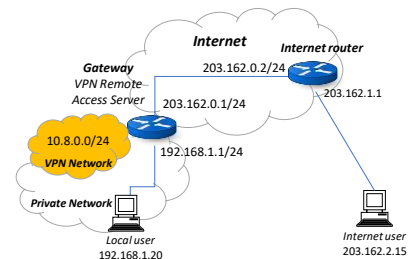 Internet
Internet router
Gateway
VPN Remote
Access Server
203.162.0.2/24
203.162.1.1
203.162.0.1/24
10.8.0.0/24
VPN Network
192.168.1.1/24
Private Network
Local user
192.168.1.20
Internet user
203.162.2.15